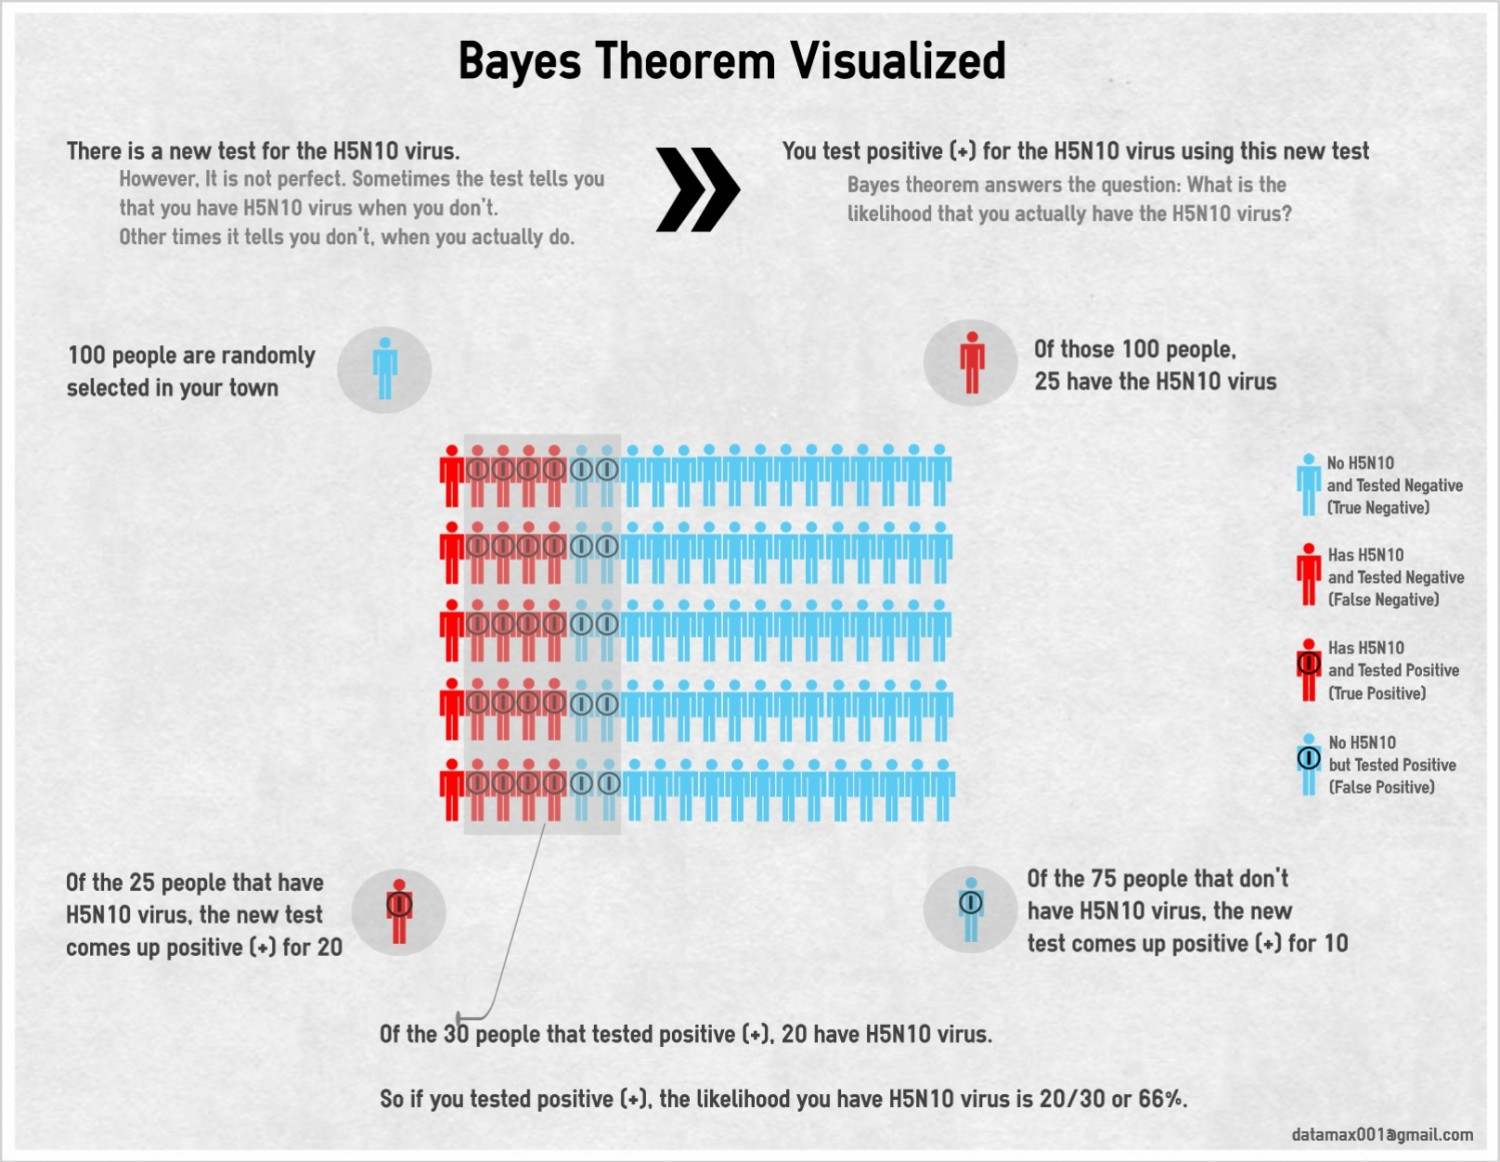 Bayes Theorem Visualized
There is a new test for the H5N10 virus.
However, It is not perfect. Sometimes the test tells you
that you have H5N10 virus when you don't.
Other times it tells you don't, when you actually do.
You test positive (+) for the H5N10 virus using this new test
Bayes theorem answers the question: What is the
likelihood that you actually have the H5N10 virus?
100 people are randomly
selected in your town
Of those 100 people,
25 have the H5N10 virus
No H5N10
and Tested Negative
(True Negative)
Has H5N10
and Tested Negative
(False Negative)
Has H5N10
and Tested Positive
(True Positive)
No H5N10
but Tested Positive
(False Positive)
Of the 25 people that have
H5N10 virus, the new test
comes up positive (+) for 20
Of the 75 people that don't
have H5N10 virus, the new
test comes up positive (+) for 10
Of the 30 people that tested positive (+), 20 have H5N10 virus.
So if you tested positive (+), the likelihood you have H5N10 virus is 20/30 or 66%.
datamax001@gmail.com